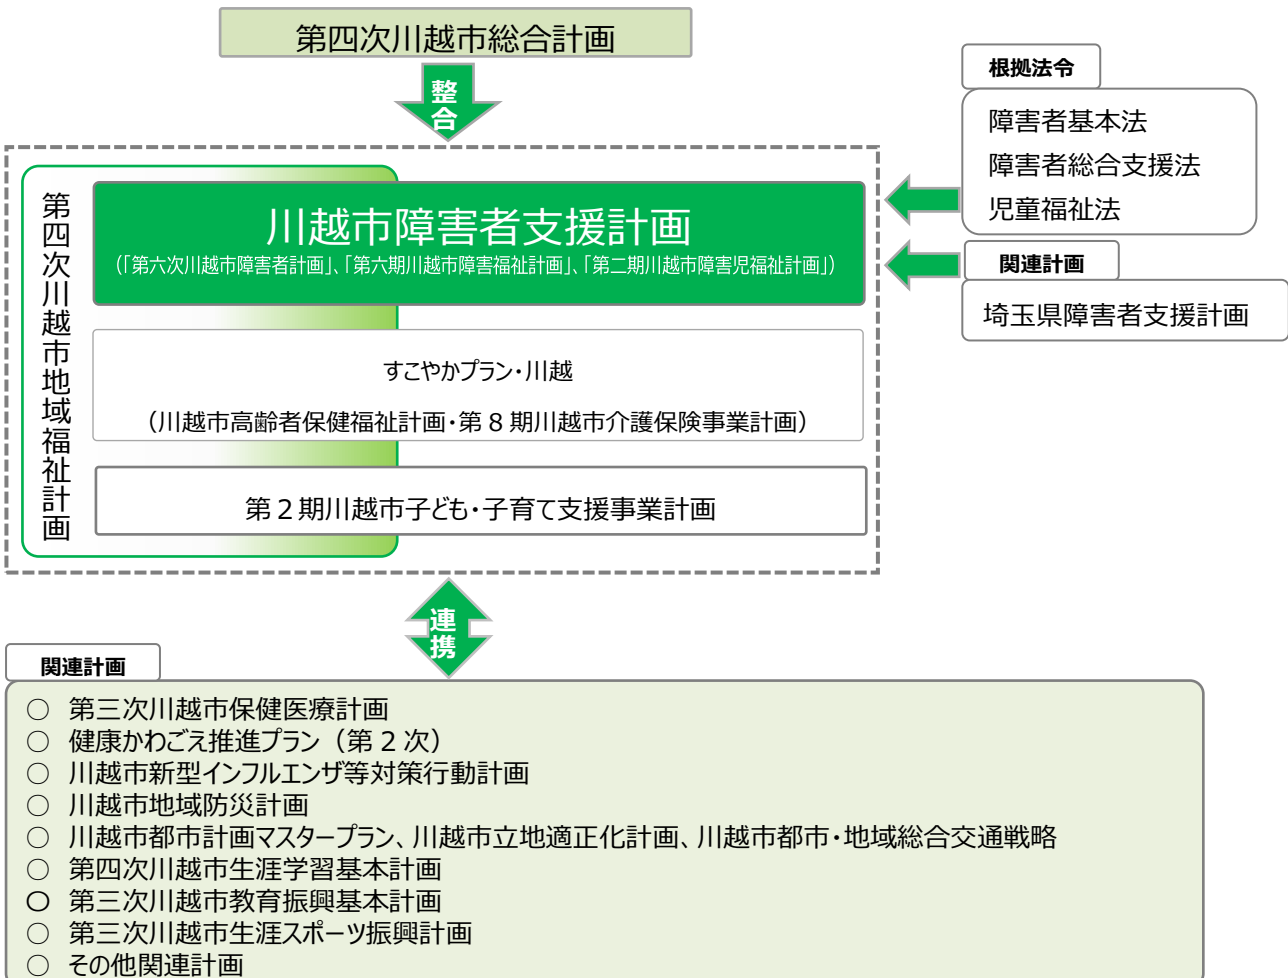 第四次川越市総合計画
整合
根拠法令
障害者基本法
障害者総合支援法
児童福祉法
関連計画
埼玉県障害者支援計画
第四次川越市地域福祉計画
川越市障害者支援計画
(「第六次川越市障害者計画」、「第六期川越市障害福祉計画」、「第二期川越市障害児福祉計画」)
すこやかプラン・川越
（川越市高齢者保健福祉計画・第8期川越市介護保険事業計画）
第2期川越市子ども・子育て支援事業計画
連携
関連計画
○ 第三次川越市保健医療計画
○ 健康かわごえ推進プラン（第2次）
○ 川越市新型インフルエンザ等対策行動計画
○ 川越市地域防災計画
○ 川越市都市計画マスタープラン、川越市立地適正化計画、川越市都市・地域総合交通戦略
○ 第四次川越市生涯学習基本計画
○ 第三次川越市教育振興基本計画
○ 第三次川越市生涯スポーツ振興計画
○ その他関連計画